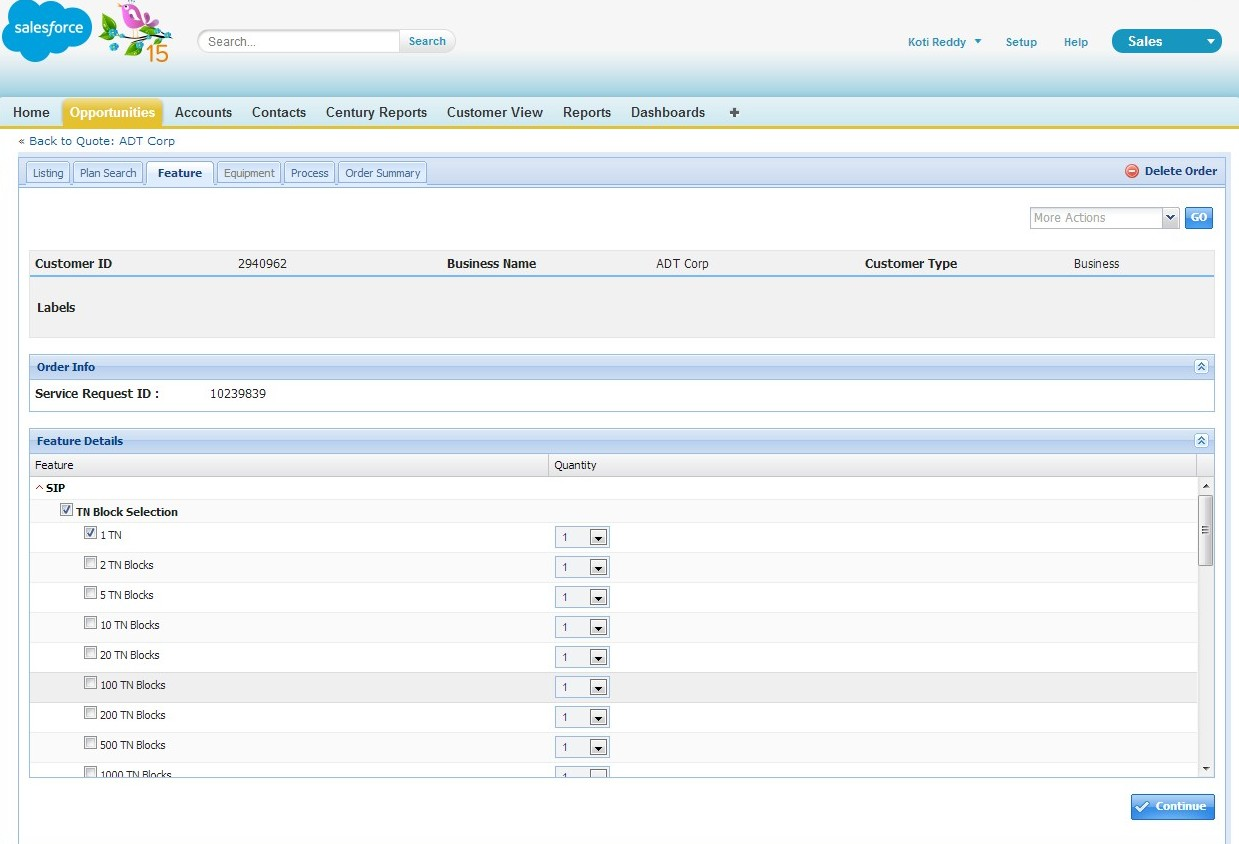 salesforce
15
Search...
Search
Koti Reddy
Setup
Help
Sales
Home
Opportunities
Accounts
Contacts
Century Reports
Customer View
Reports
Dashboards
+
« Back to Quote: ADT Corp
Listing
Plan Search
Feature
Equipment
Process
Order Summary
Delete Order
More Actions
GO
Customer ID 2940962 Business Name ADT Corp Customer Type Business
Labels
Order Info
Service Request ID : 10239839
Feature Details
Feature Quantity
SIP
TN Block Selection
1 TN 1
2 TN Blocks 1
5 TN Blocks 1
10 TN Blocks 1
20 TN Blocks 1
100 TN Blocks 1
200 TN Blocks 1
500 TN Blocks 1
1000 TN Blocks 1
Continue